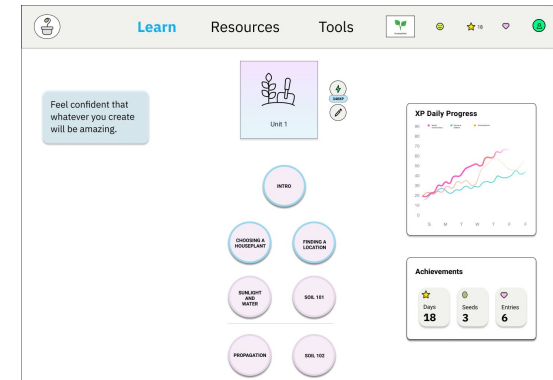 Learn
Resources
Tools
18
Feel confident that
whatever you create
will be amazing.
Unit 1
INTRO
CHOOSING A
HOUSEPLANT
FINDING A
LOCATION
SUNLIGHT
AND
WATER
SOIL 101
PROPAGATION
SOIL 102
XP Daily Progress
90
80
70
60
50
40
30
20
10
0
S M T W T F F
Achievements
Days
18
Seeds
3
Entries
6